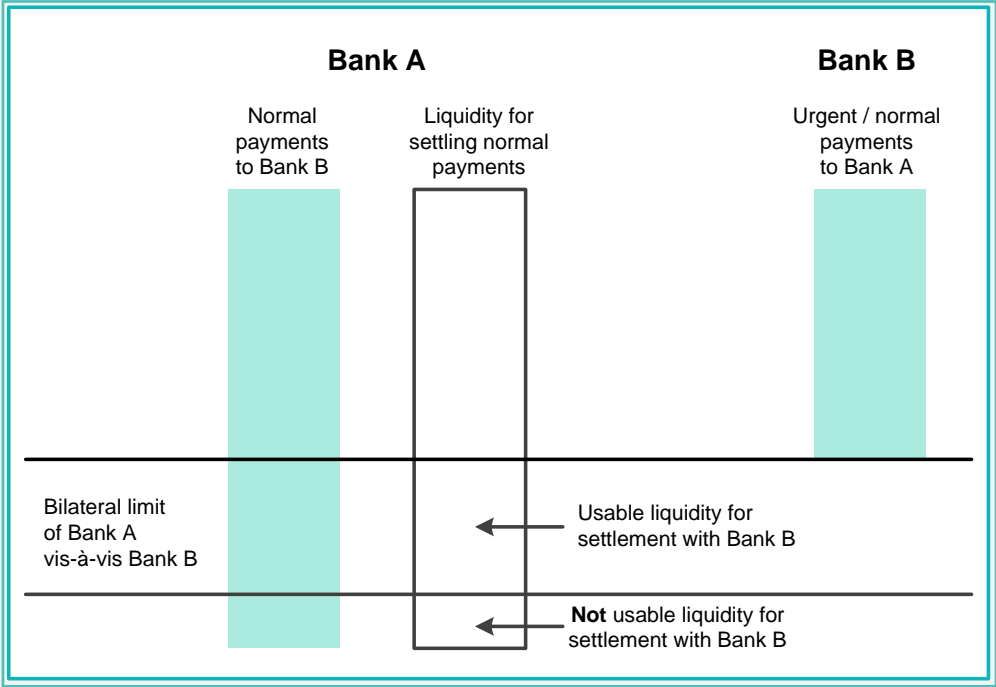 Bank A
Bank B
Normal
payments
to Bank B
Liquidity for
settling normal
payments
Urgent / normal
payments
to Bank A
Bilateral limit
of Bank A
vis-à-vis Bank B
Usable liquidity for
settlement with Bank B
Not usable liquidity for
settlement with Bank B